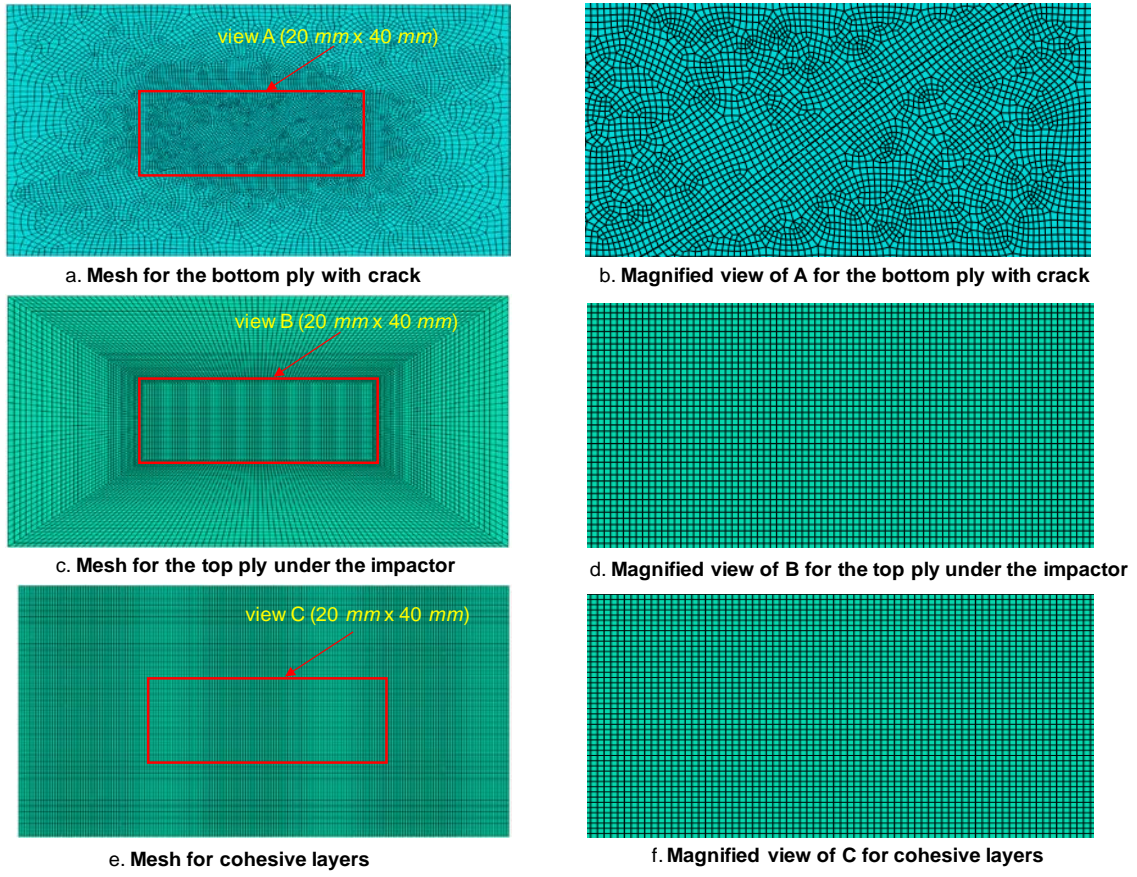 view A (20 mm x 40 mm)
a. Mesh for the bottom ply with crack
b. Magnified view of A for the bottom ply with crack
view B (20 mm x 40 mm)
c. Mesh for the top ply under the impactor
d. Magnified view of B for the top ply under the impactor
view C (20 mm x 40 mm)
e. Mesh for cohesive layers
f. Magnified view of C for cohesive layers